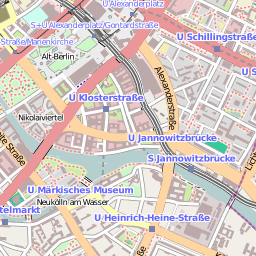 U Alexanderplatz
S+U Alexanderplatz/Gontardstraße
Straße/Marienkirche
U Schillingstraße
Alt-Berlin
Alexanderstraße
U Klosterstraße
Nikolaiviertel
U Jannowitzbrücke
S Jannowitzbrücke
Straße
U Märkisches Museum
Neukölln am Wasser
U Heinrich-Heine-Straße